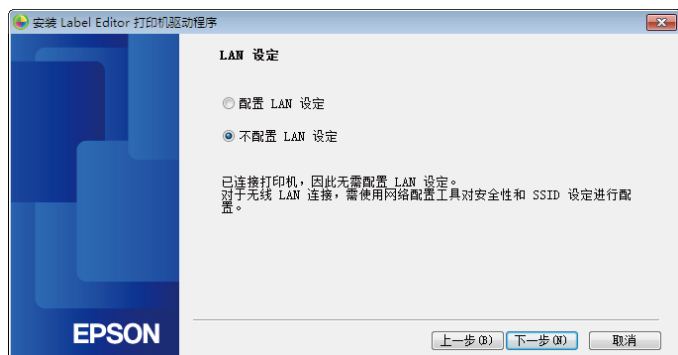 安装 Label Editor 打印机驱动程序
LAN 设定
配置 LAN 设定
不配置 LAN 设定
已连接打印机，因此无需配置 LAN 设定。
对于无线 LAN 连接，需使用网络配置工具对安全性和 SSID 设定进行配
置。
EPSON
上一步(B) 下一步(N) 取消